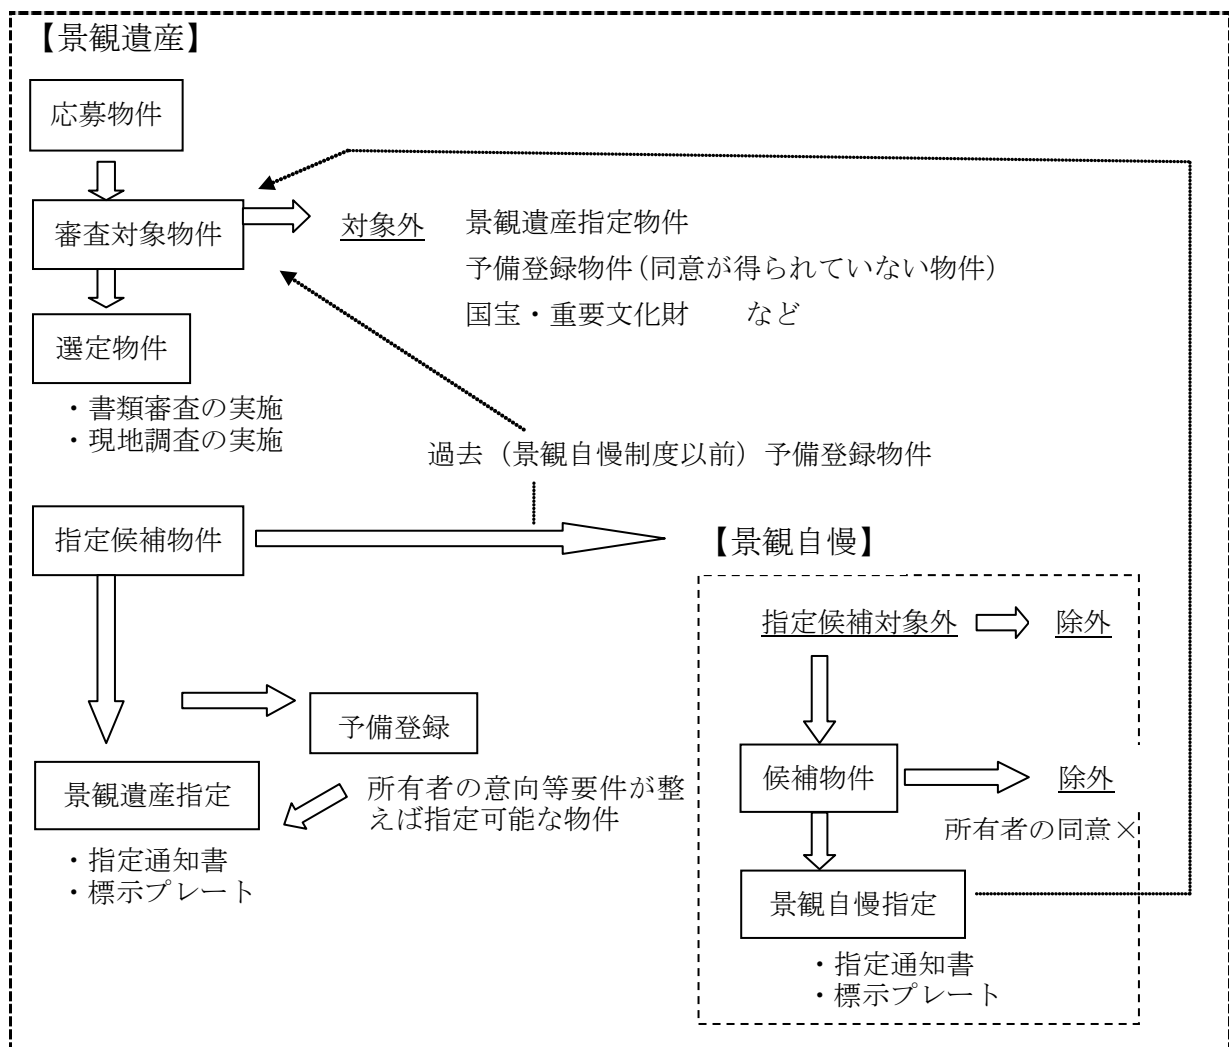 【景観遺産】
応募物件
審査対象物件
対象外 景観遺産指定物件
予備登録物件(同意が得られていない物件)
国宝・重要文化財 など
選定物件
・書類審査の実施
・現地調査の実施
過去（景観自慢制度以前）予備登録物件
指定候補物件
【景観自慢】
指定候補対象外
除外
予備登録
景観遺産指定
所有者の意向等要件が整
えば指定可能な物件
・指定通知書
・標示プレート
候補物件
除外
所有者の同意×
景観自慢指定
・指定通知書
・標示プレート